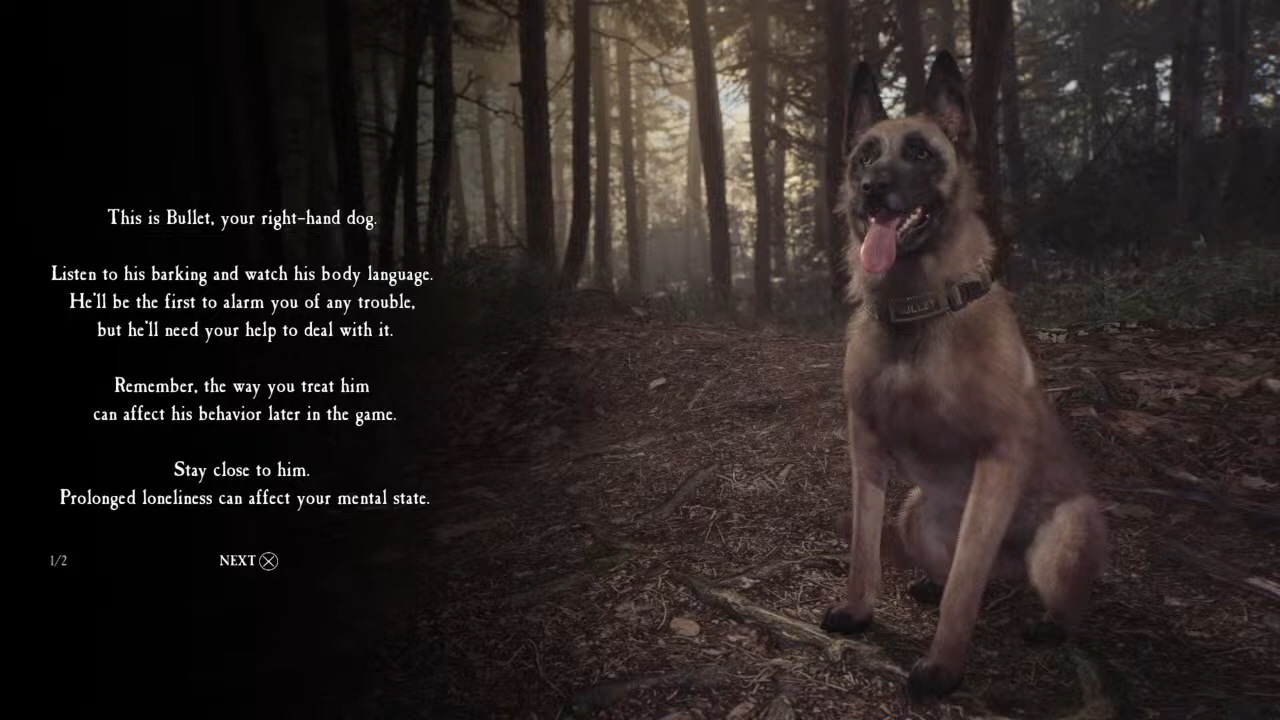 This is Bullet, your right-hand dog.
Listen to his barking and watch his body language.
He'll be the first to alarm you of any trouble,
but he'll need your help to deal with it.
Remember, the way you treat him
can affect his behavior later in the game.
Stay close to him.
Prolonged loneliness can affect your mental state.
1/2
NEXT
BULLET